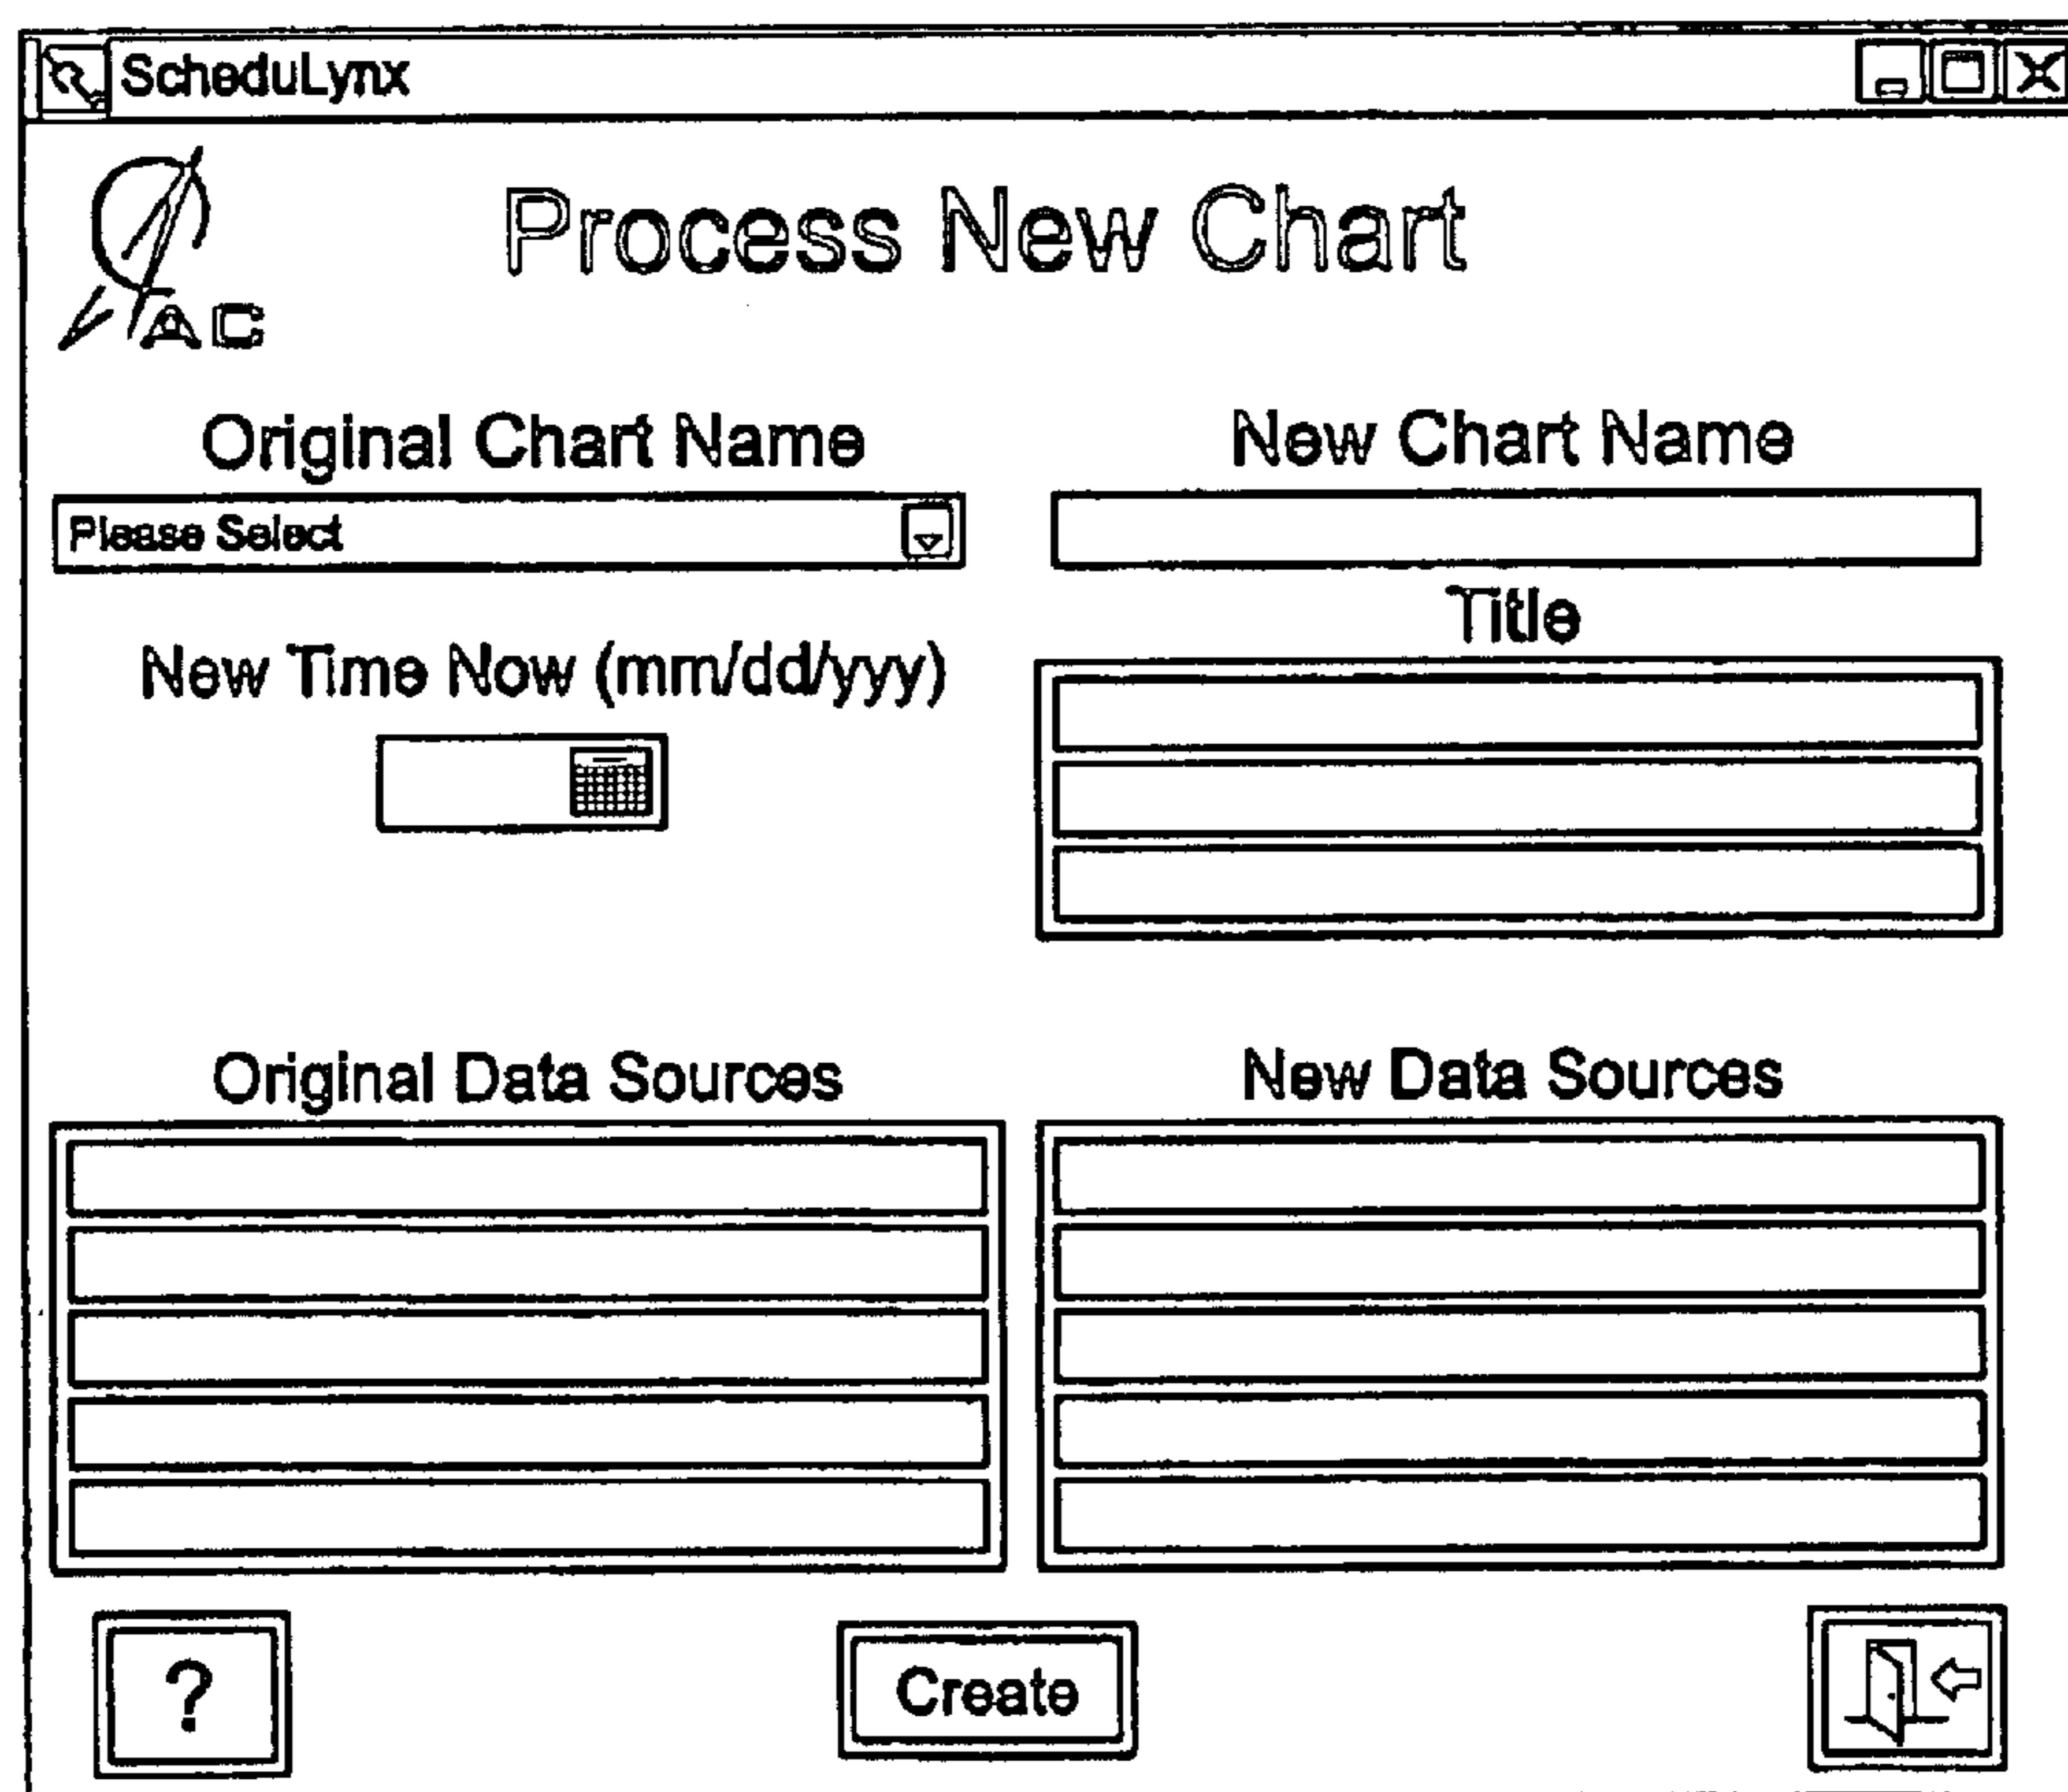 ScheduLynx
Process New Chart
AC
Original Chart Name
New Chart Name
Please Select
Title
New Time Now (mm/dd/yyy)
Original Data Sources
New Data Sources
?
Create